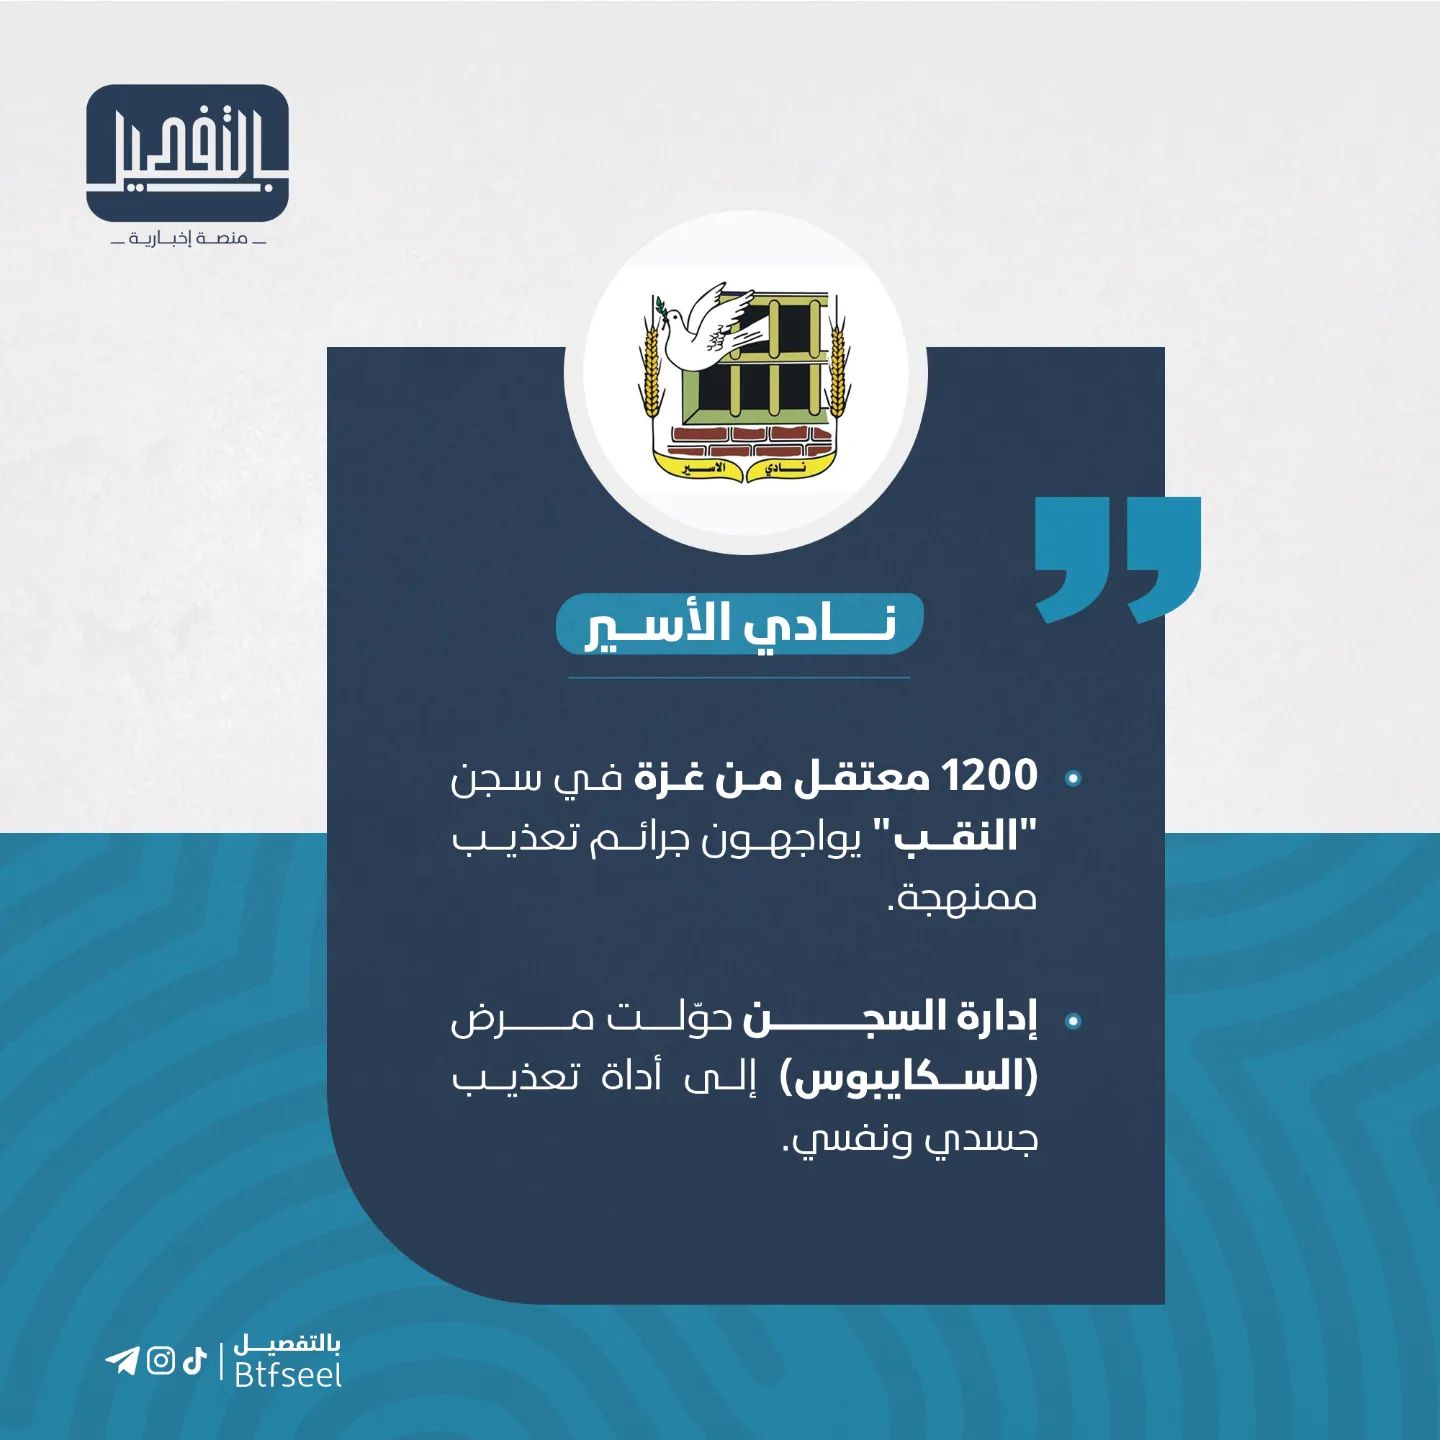 بالتفصيل
منصة إخبارية
نادي الاسير
نادي الأسير
1200 معتقل من غزة في سجن
"النقب" يواجهون جرائم تعذيب
ممنهجة.
إدارة السجن حوّلت مرض
(السكايبوس) إلى أداة تعذيب
جسدي ونفسي.
بالتفصيل
Btfseel